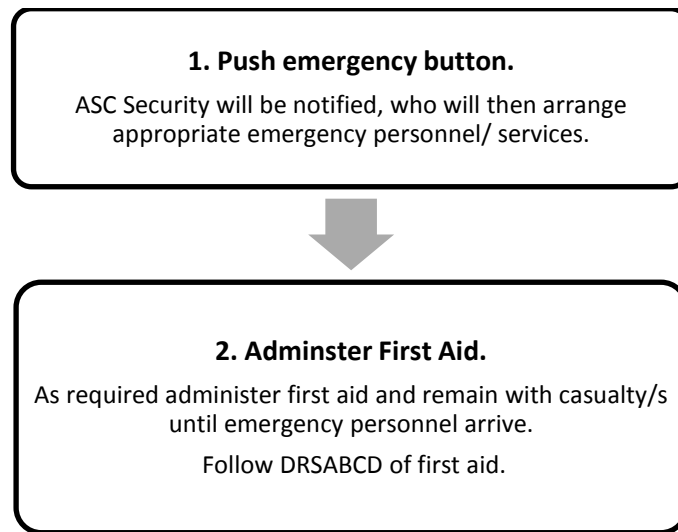 1. Push emergency button.
ASC Security will be notified, who will then arrange
appropriate emergency personnel/ services.
2. Adminster First Aid.
As required administer first aid and remain with casualty/s
until emergency personnel arrive.
Follow DRSABCD of first aid.